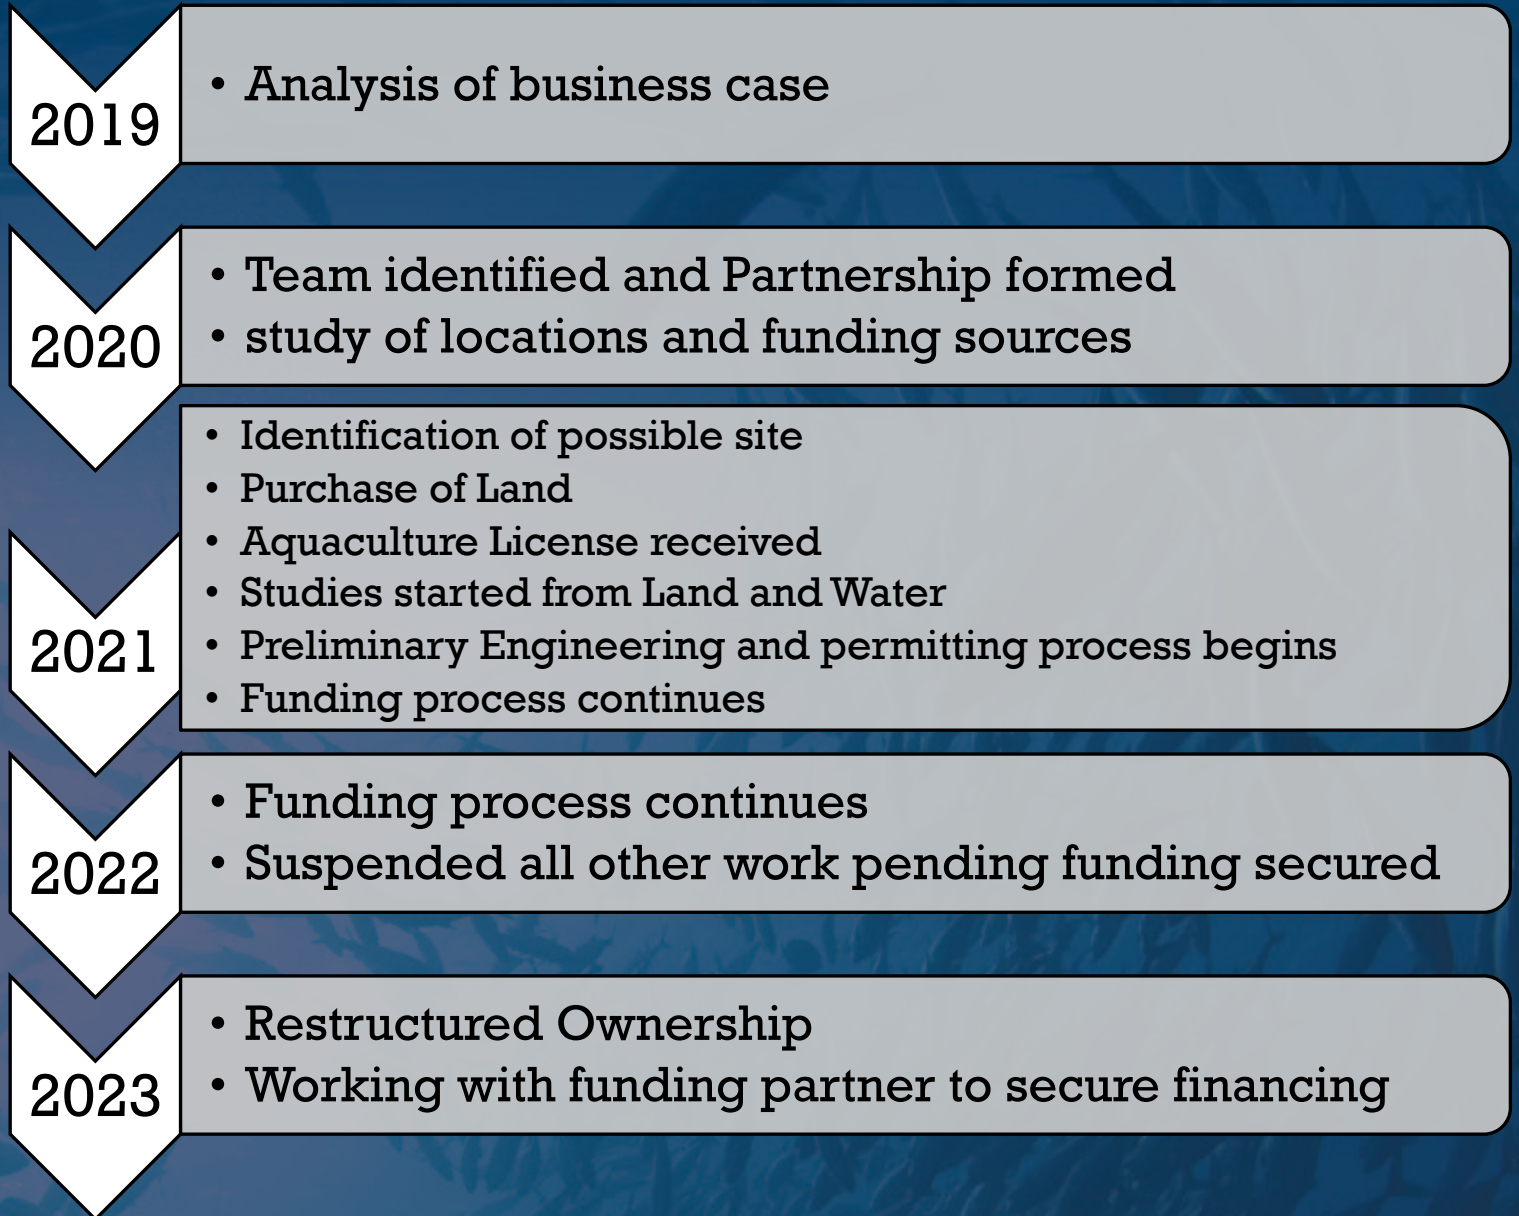 2019
• Analysis of business case
2020
• Team identified and Partnership formed
• study of locations and funding sources
2021
• Identification of possible site
• Purchase of Land
• Aquaculture License received
• Studies started from Land and Water
• Preliminary Engineering and permitting process begins
• Funding process continues
2022
• Funding process continues
• Suspended all other work pending funding secured
2023
• Restructured Ownership
• Working with funding partner to secure financing